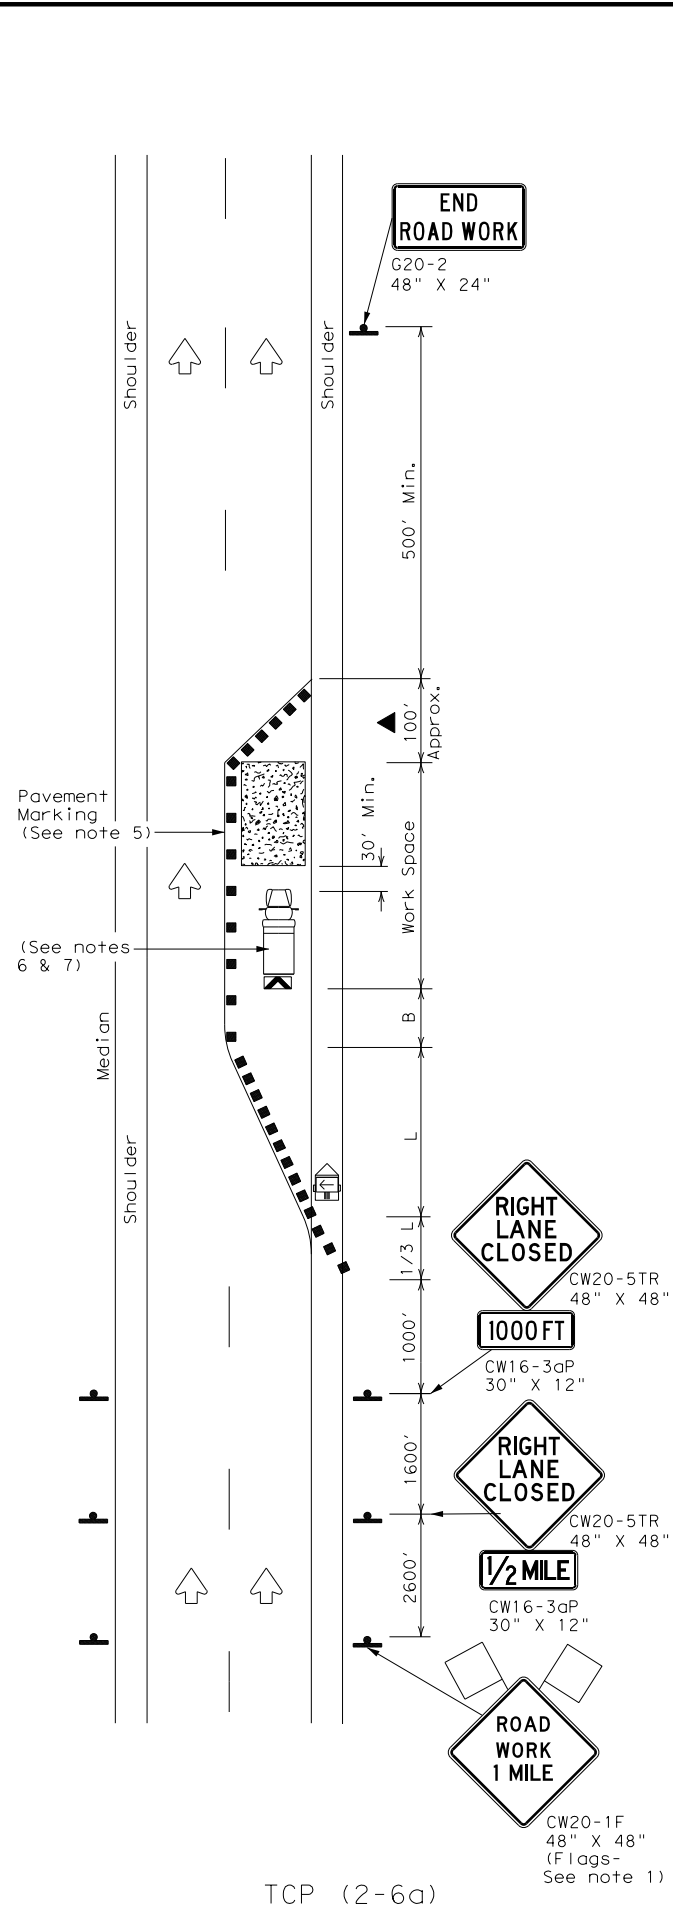 END
ROAD WORK
G20-2
48" X 24"
Shoulder
Shoulder
500' Min.
100'
Approx.
30' Min.
Pavement
Marking
(See note 5)
Work Space
(See notes
6 & 7)
B
Median
L
Shoulder
RIGHT
LANE
CLOSED
1/3 L
CW20-5TR
48" X 48"
1000 FT
1000'
CW16-3aP
30" X 12"
RIGHT
LANE
CLOSED
1600'
CW20-5TR
48" X 48"
1/2 MILE
2600'
CW16-3aP
30" X 12"
ROAD
WORK
1 MILE
CW20-1F
48" X 48"
(Flags-
See note 1)
TCP (2-6a)